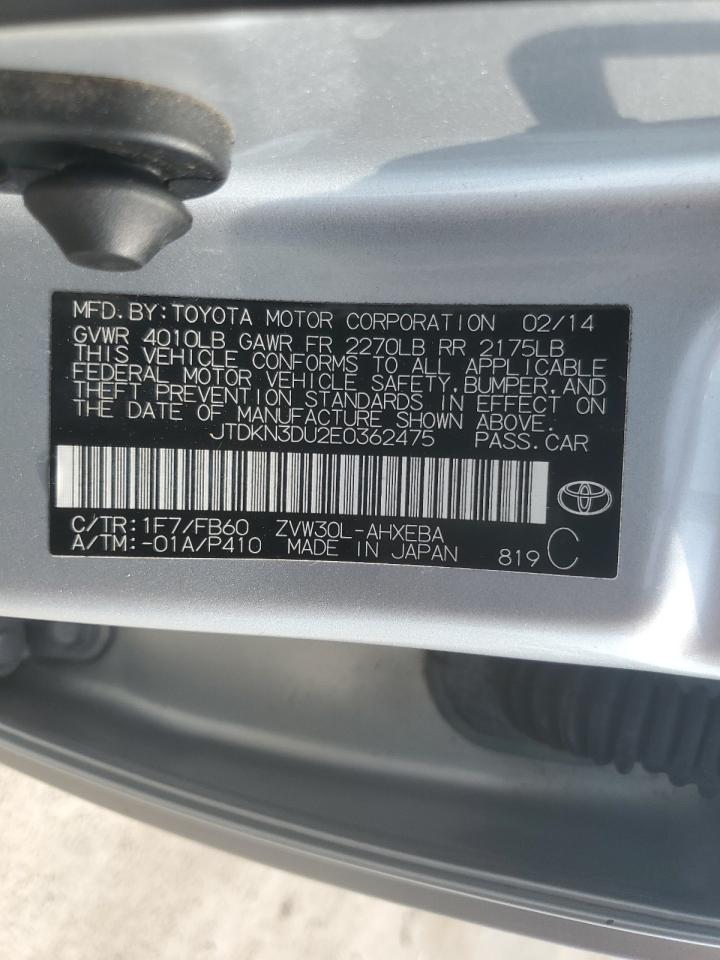 MFD.BY:TOYOTA MOTOR CORPORATION 02/14
GVWR 4010LB GAWR FR 2270LB RR 2175LB
THIS VEHICLE CONFORMS TO ALL APPLICABLE
FEDERAL MOTOR VEHICLE SAFETY,BUMPER,AND
THEFT PREVENTION STANDARDS IN EFFECT ON
THE DATE OF MANUFACTURE SHOWN ABOVE.
JTDKN3DU2E0362475 PASS.CAR
C/TR:1F7/FB60 ZVW30L-AHXEBA
A/TM:-01A/P410 MADE IN JAPAN 819 C